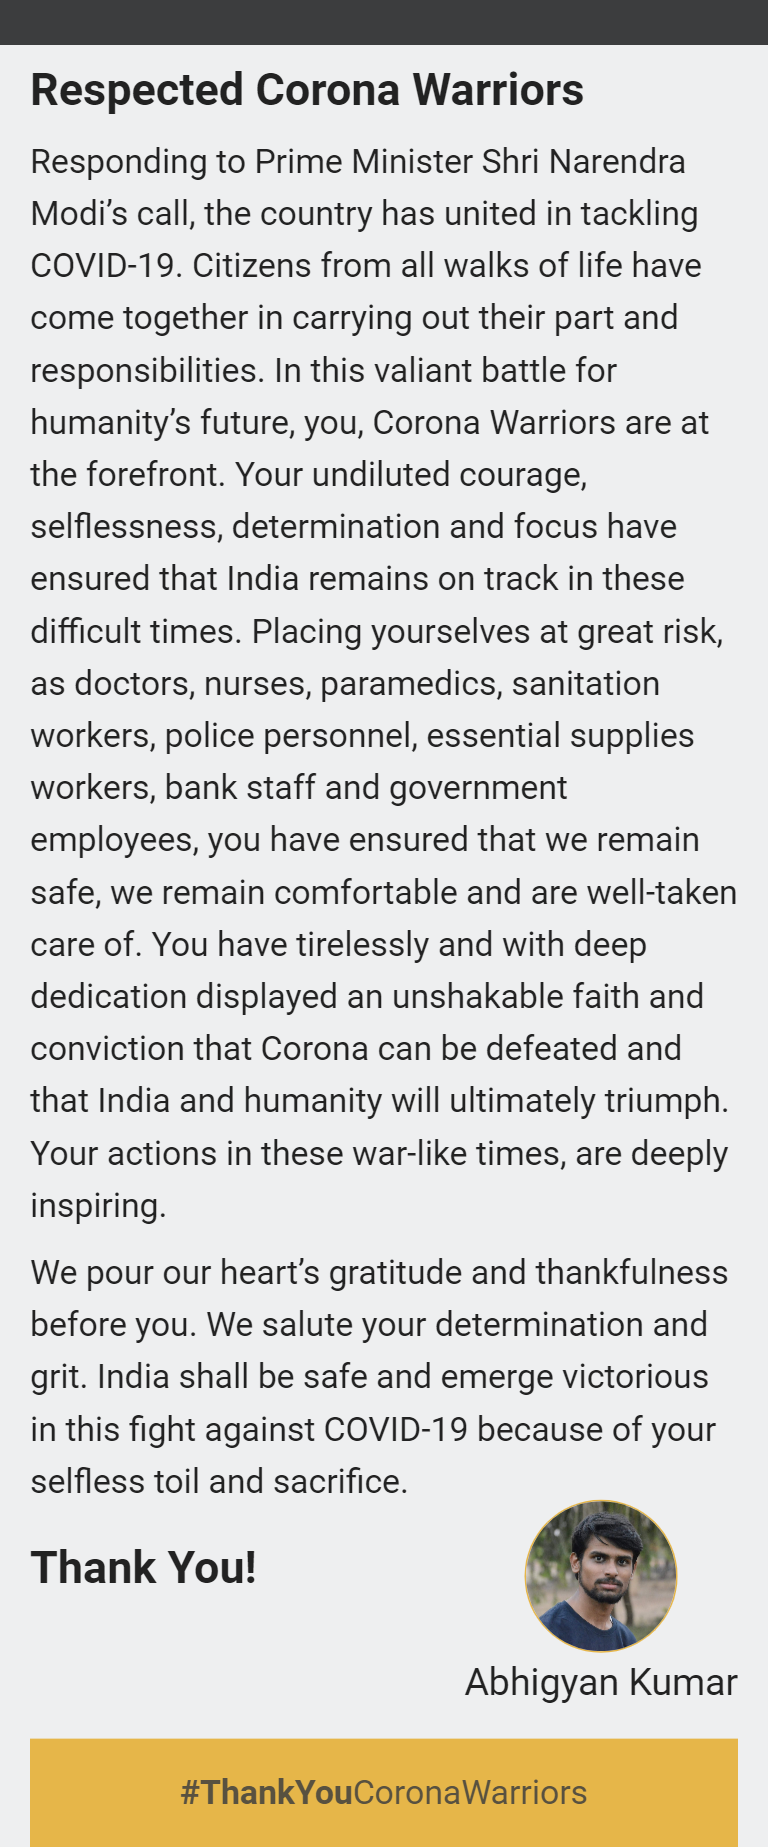 Respected Corona Warriors
Responding to Prime Minister Shri Narendra
Modi’s call, the country has united in tackling
COVID-19. Citizens from all walks of life have
come together in carrying out their part and
responsibilities. In this valiant battle for
humanity’s future, you, Corona Warriors are at
the forefront. Your undiluted courage,
selflessness, determination and focus have
ensured that India remains on track in these
difficult times. Placing yourselves at great risk,
as doctors, nurses, paramedics, sanitation
workers, police personnel, essential supplies
workers, bank staff and government
employees, you have ensured that we remain
safe, we remain comfortable and are well-taken
care of. You have tirelessly and with deep
dedication displayed an unshakable faith and
conviction that Corona can be defeated and
that India and humanity will ultimately triumph.
Your actions in these war-like times, are deeply
inspiring.
We pour our heart’s gratitude and thankfulness
before you. We salute your determination and
grit. India shall be safe and emerge victorious
in this fight against COVID-19 because of your
selfless toil and sacrifice.
Thank You!
Abhigyan Kumar
#ThankYouCoronaWarriors